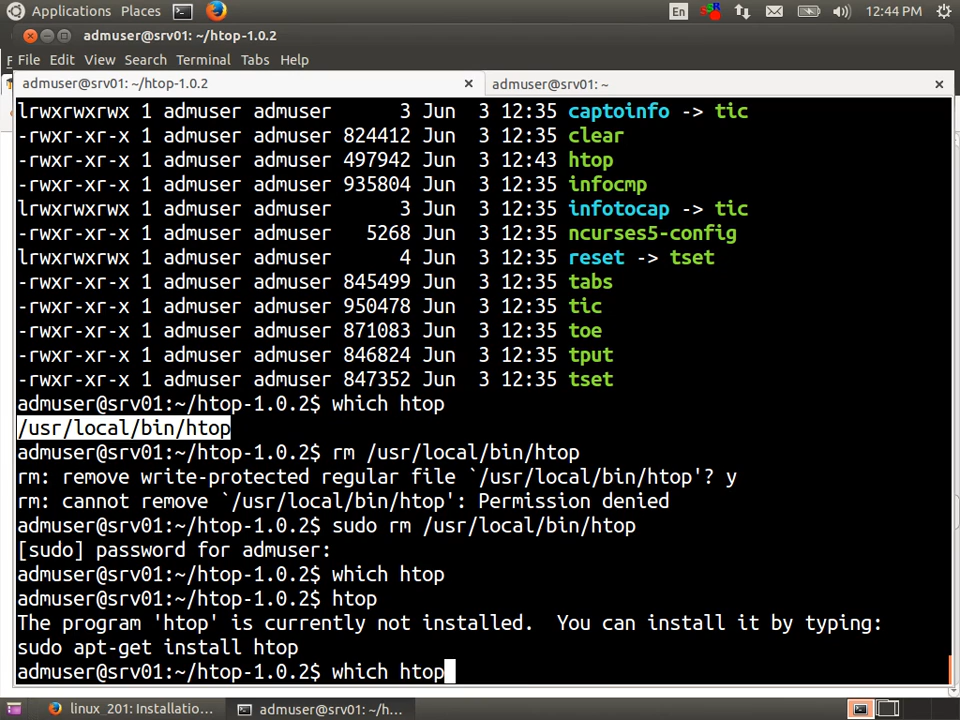 Applications Places En 12:44 PM
admuser@srv01: ~/htop-1.0.2
File Edit View Search Terminal Tabs Help
admuser@srv01: ~/htop-1.0.2 × admuser@srv01: ~ ×
lrwxrwxrwx 1 admuser admuser 3 Jun 3 12:35 captoinfo -> tic
-rwxr-xr-x 1 admuser admuser 824412 Jun 3 12:35 clear
-rwxr-xr-x 1 admuser admuser 497942 Jun 3 12:43 htop
-rwxr-xr-x 1 admuser admuser 935804 Jun 3 12:35 infocmp
lrwxrwxrwx 1 admuser admuser 3 Jun 3 12:35 infotocap -> tic
-rwxr-xr-x 1 admuser admuser 5268 Jun 3 12:35 ncurses5-config
lrwxrwxrwx 1 admuser admuser 4 Jun 3 12:35 reset -> tset
-rwxr-xr-x 1 admuser admuser 845499 Jun 3 12:35 tabs
-rwxr-xr-x 1 admuser admuser 950478 Jun 3 12:35 tic
-rwxr-xr-x 1 admuser admuser 871083 Jun 3 12:35 toe
-rwxr-xr-x 1 admuser admuser 846824 Jun 3 12:35 tput
-rwxr-xr-x 1 admuser admuser 847352 Jun 3 12:35 tset
admuser@srv01:~/htop-1.0.2$ which htop
/usr/local/bin/htop
admuser@srv01:~/htop-1.0.2$ rm /usr/local/bin/htop
rm: remove write-protected regular file `/usr/local/bin/htop'? y
rm: cannot remove `/usr/local/bin/htop': Permission denied
admuser@srv01:~/htop-1.0.2$ sudo rm /usr/local/bin/htop
[sudo] password for admuser:
admuser@srv01:~/htop-1.0.2$ which htop
admuser@srv01:~/htop-1.0.2$ htop
The program 'htop' is currently not installed.  You can install it by typing:
sudo apt-get install htop
admuser@srv01:~/htop-1.0.2$ which htop
linux_201: Installatio... admuser@srv01: ~/h...